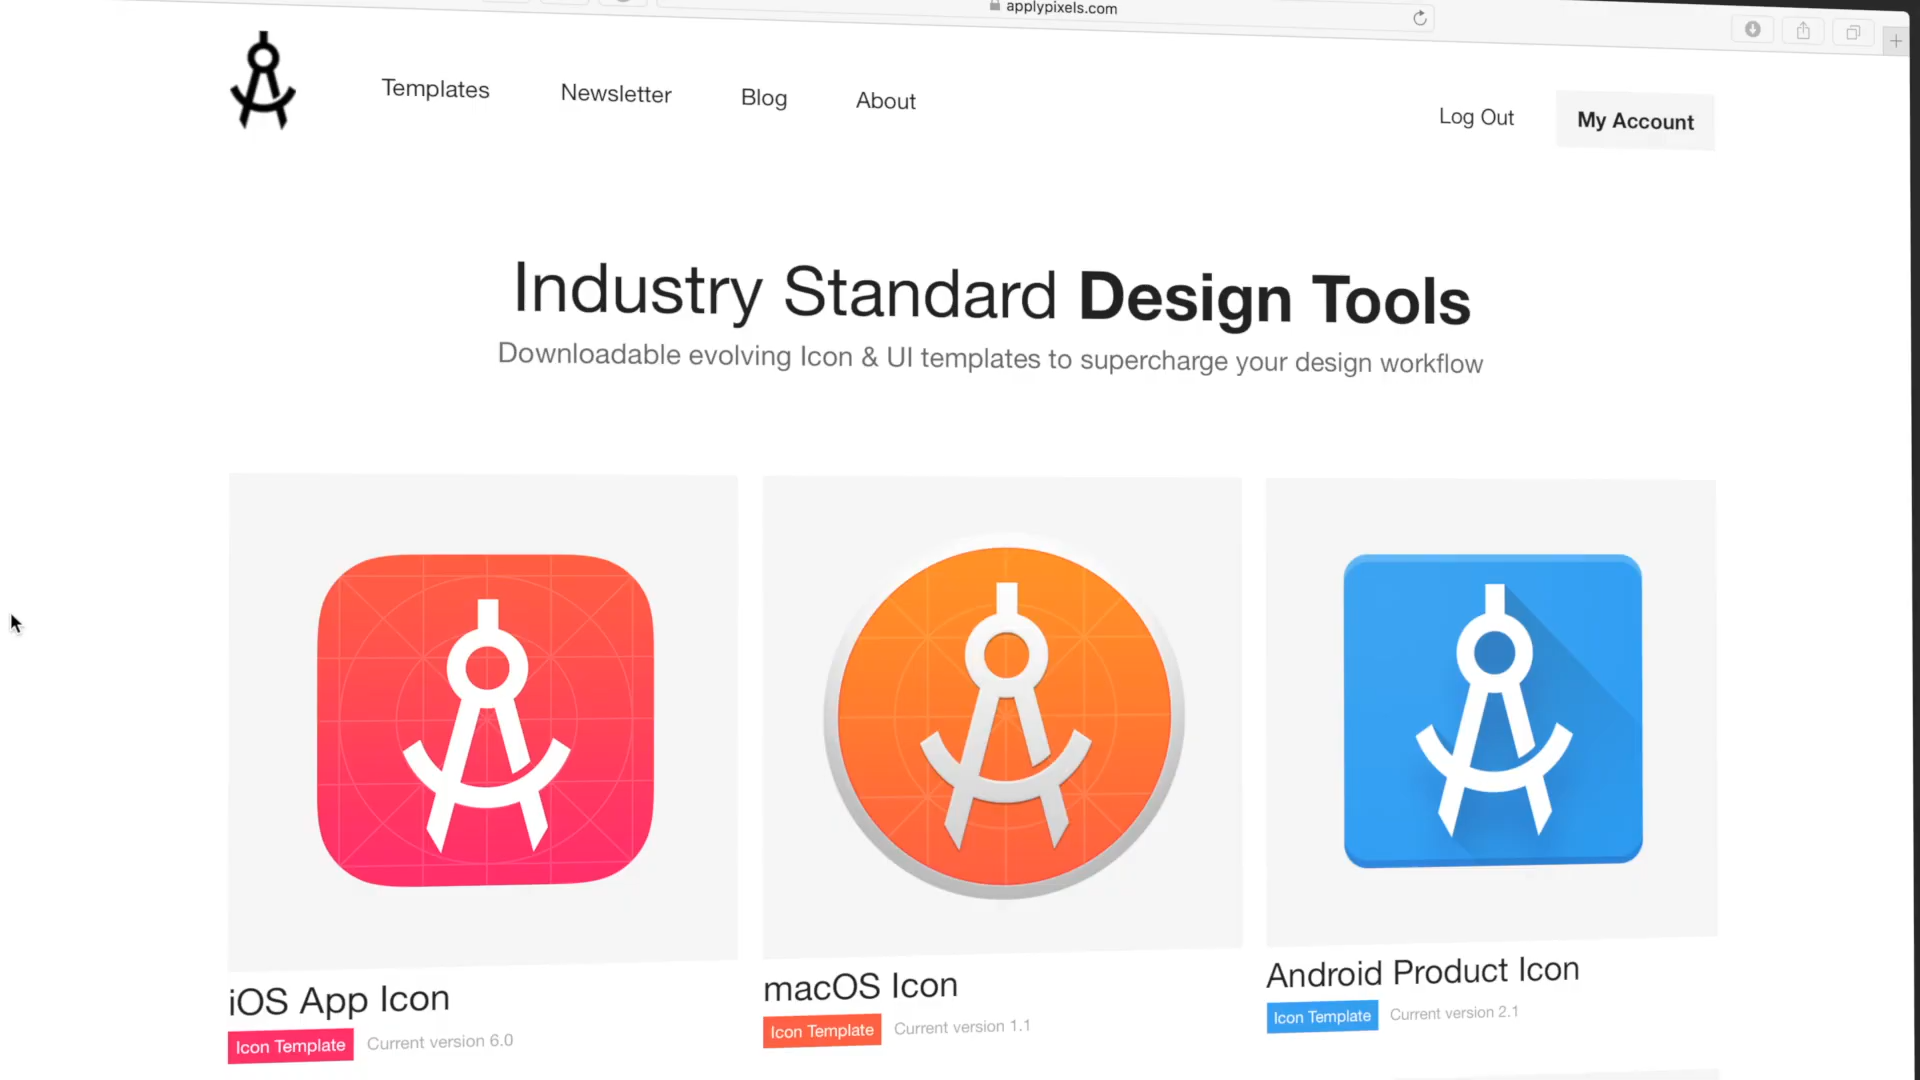 applypixels.com
Templates Newsletter Blog About Log Out My Account
Industry Standard Design Tools
Downloadable evolving Icon & UI templates to supercharge your design workflow
iOS App Icon
Icon Template Current version 6.0
macOS Icon
Icon Template Current version 1.1
Android Product Icon
Icon Template Current version 2.1